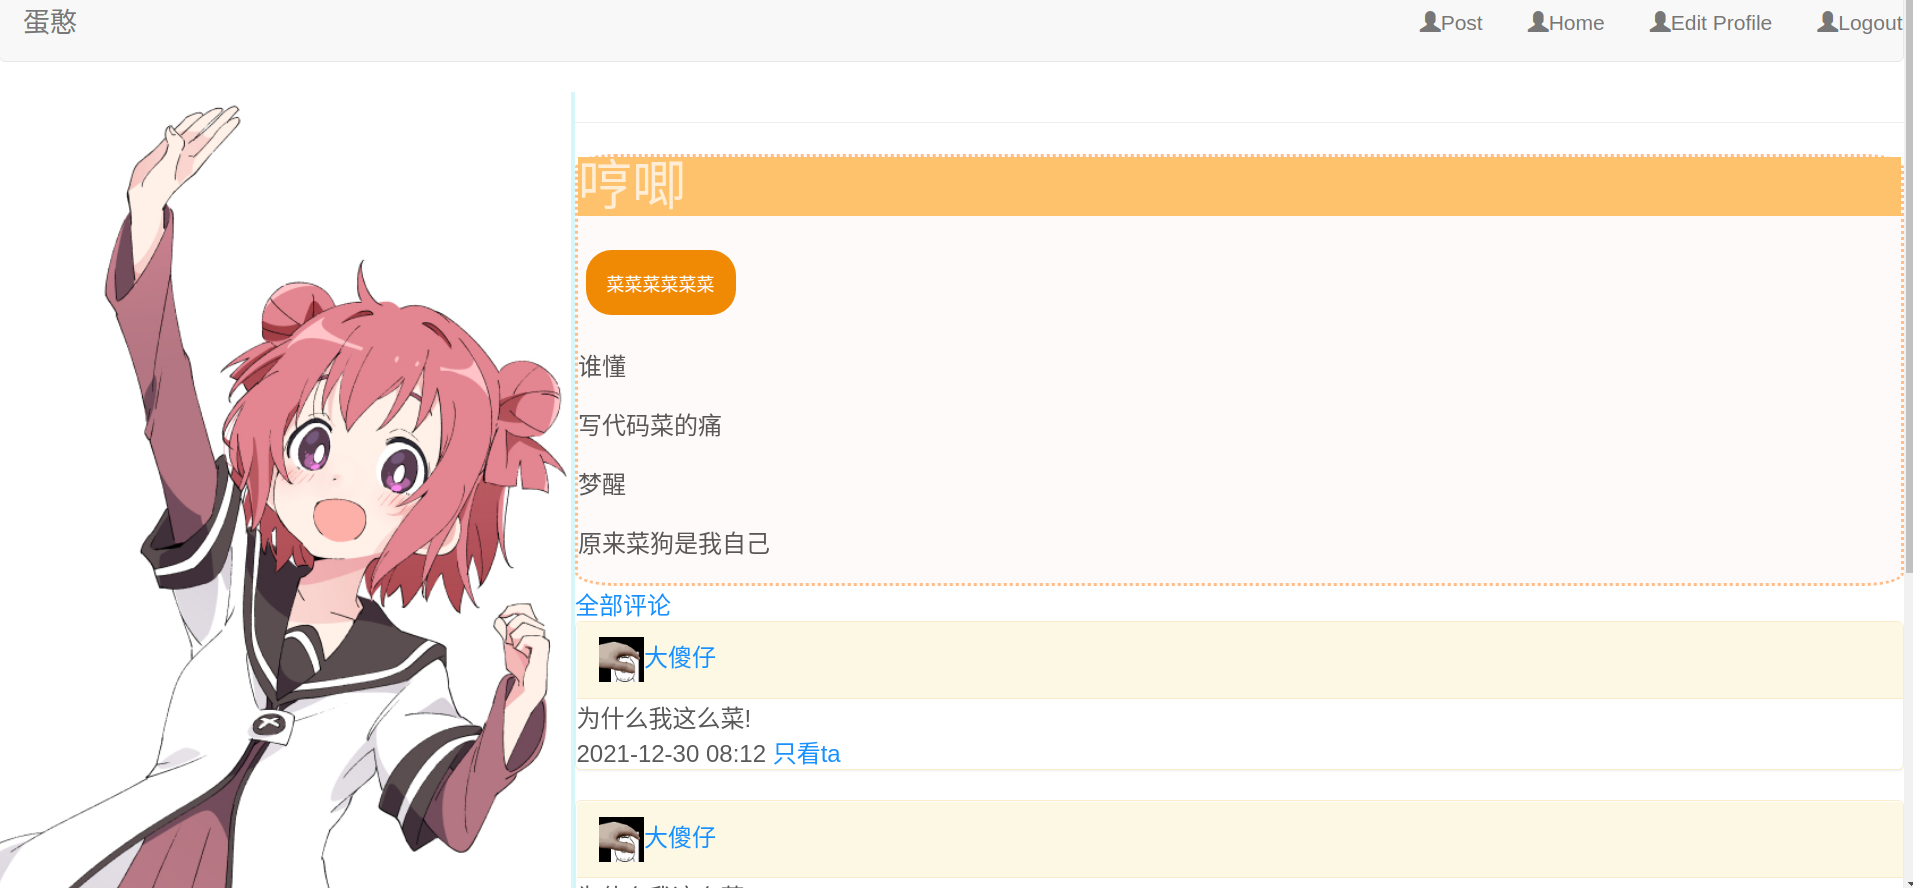 蛋憨
Post Home Edit Profile Logout
哼唧
菜菜菜菜菜菜
谁懂
写代码菜的痛
梦醒
原来菜狗是我自己
全部评论
大傻仔
为什么我这么菜!
2021-12-30 08:12 只看ta
大傻仔